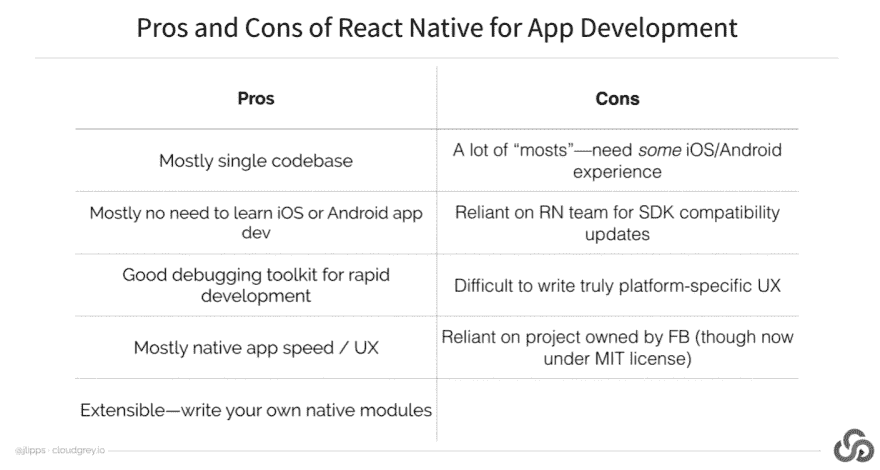 Pros and Cons of React Native for App Development
Pros
Cons
Mostly single codebase
A lot of “mosts”—need some iOS/Android
experience
Mostly no need to learn iOS or Android app
dev
Reliant on RN team for SDK compatibility
updates
Good debugging toolkit for rapid
development
Difficult to write truly platform-specific UX
Mostly native app speed / UX
Reliant on project owned by FB (though now
under MIT license)
Extensible—write your own native modules
@jlipps · cloudgrey.io